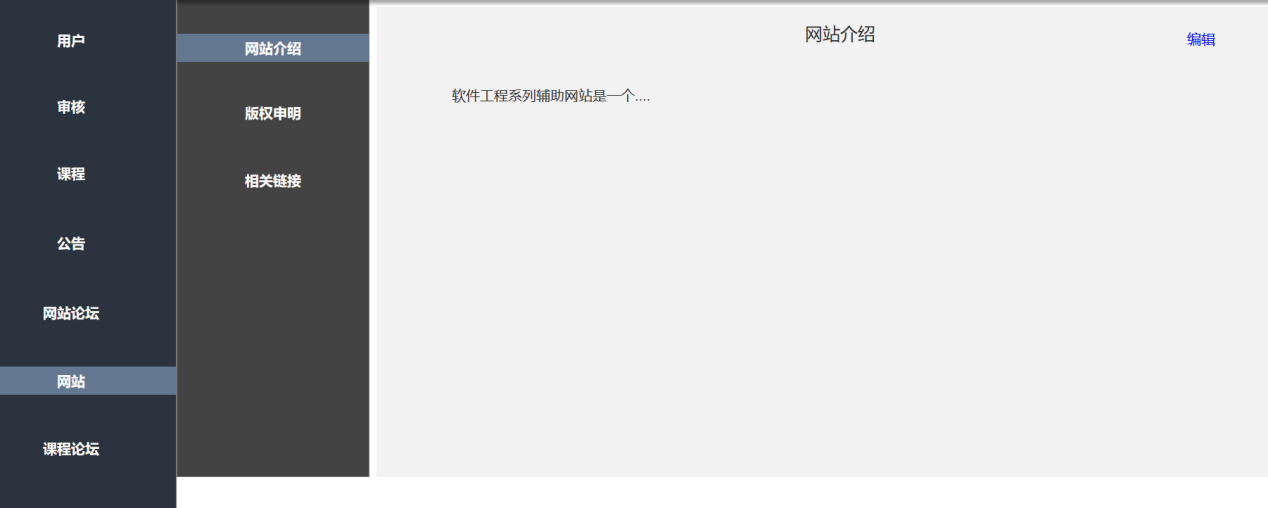 用户
审核
课程
公告
网站论坛
网站
课程论坛
网站介绍
版权申明
相关链接
网站介绍
编辑
软件工程系列辅助网站是一个....